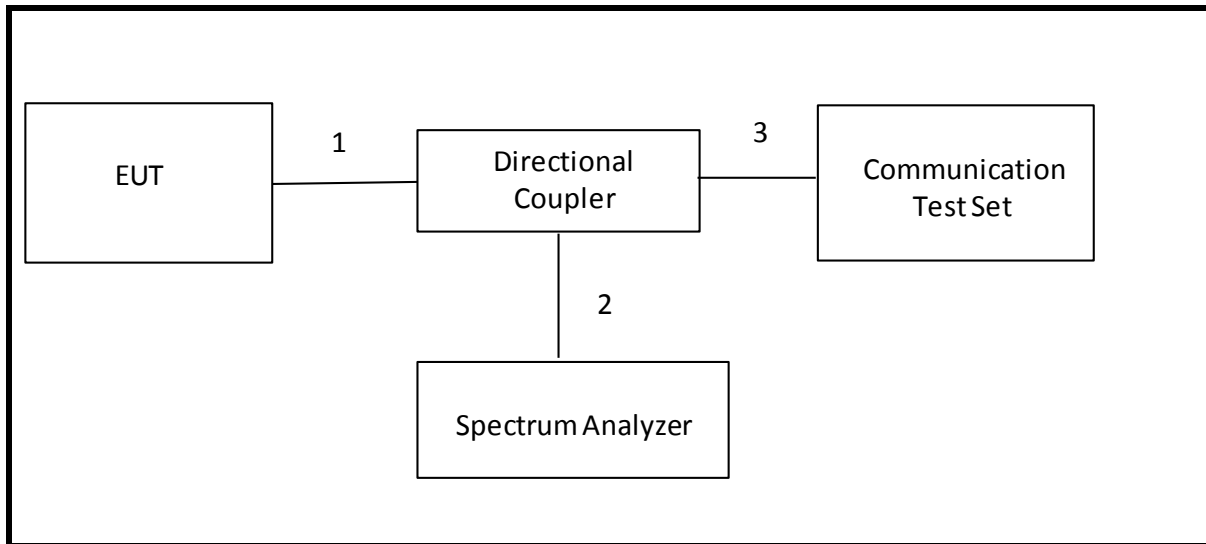 EUT
1
Directional
Coupler
3
Communication
Test Set
2
Spectrum Analyzer